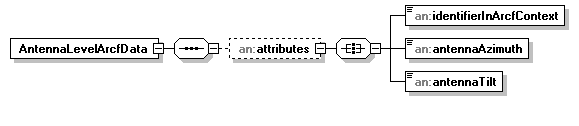 an:identifierInArcfContext
AntennaLevelArcfData
an:attributes
an:antennaAzimuth
an:antennaTilt